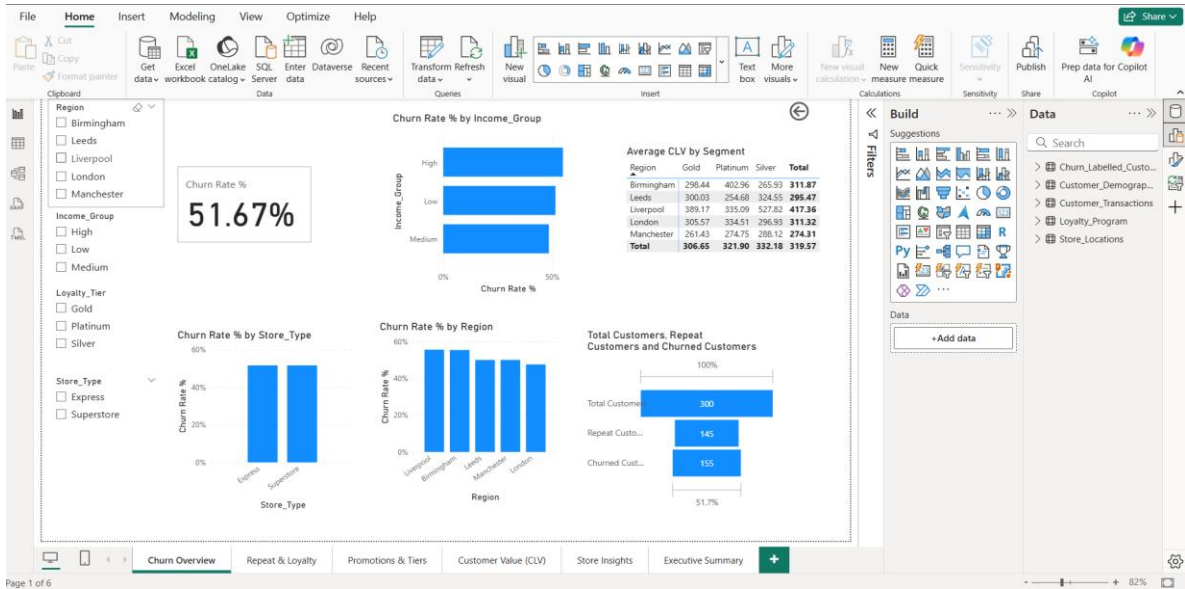 File Home Insert Modeling View Optimize Help Share
Cut
Copy
Format painter
Paste
Get data
Excel workbook
OneLake catalog
SQL Server
Enter data
Dataverse
Recent sources
Transform data
Refresh
New visual
Text box
More visuals
New visual calculation
New measure
Quick measure
Sensitivity
Publish
Prep data for AI
Copilot
Clipboard Data Queries Insert Calculations Sensitivity Share Copilot
Region
Birmingham
Leeds
Liverpool
London
Manchester
Income_Group
High
Low
Medium
Loyalty_Tier
Gold
Platinum
Silver
Store_Type
Express
Superstore
Churn Rate %
51.67%
Churn Rate % by Income_Group
Income_Group
High
Low
Medium
0% 50%
Churn Rate %
Average CLV by Segment
Region Gold Platinum Silver Total
Birmingham 298.44 402.96 265.93 311.87
Leeds 300.03 254.68 324.55 295.47
Liverpool 389.17 335.09 527.82 417.36
London 305.57 334.51 296.93 311.32
Manchester 261.43 274.75 288.12 274.31
Total 306.65 321.90 332.18 319.57
Churn Rate % by Store_Type
Churn Rate %
60%
40%
20%
0%
Express Superstore
Store_Type
Churn Rate % by Region
Churn Rate %
60%
40%
20%
0%
Liverpool Birmingham Leeds Manchester London
Region
Total Customers, Repeat
Customers and Churned Customers
100%
Total Custome... 300
Repeat Custo... 145
Churned Cust... 155
51.7%
Filters
Build
Suggestions
R
Py
Data
+Add data
Data
Search
Churn_Labelled_Custo...
Customer_Demograp...
Customer_Transactions
Loyalty_Program
Store_Locations
Churn Overview Repeat & Loyalty Promotions & Tiers Customer Value (CLV) Store Insights Executive Summary +
Page 1 of 6
- + 82%